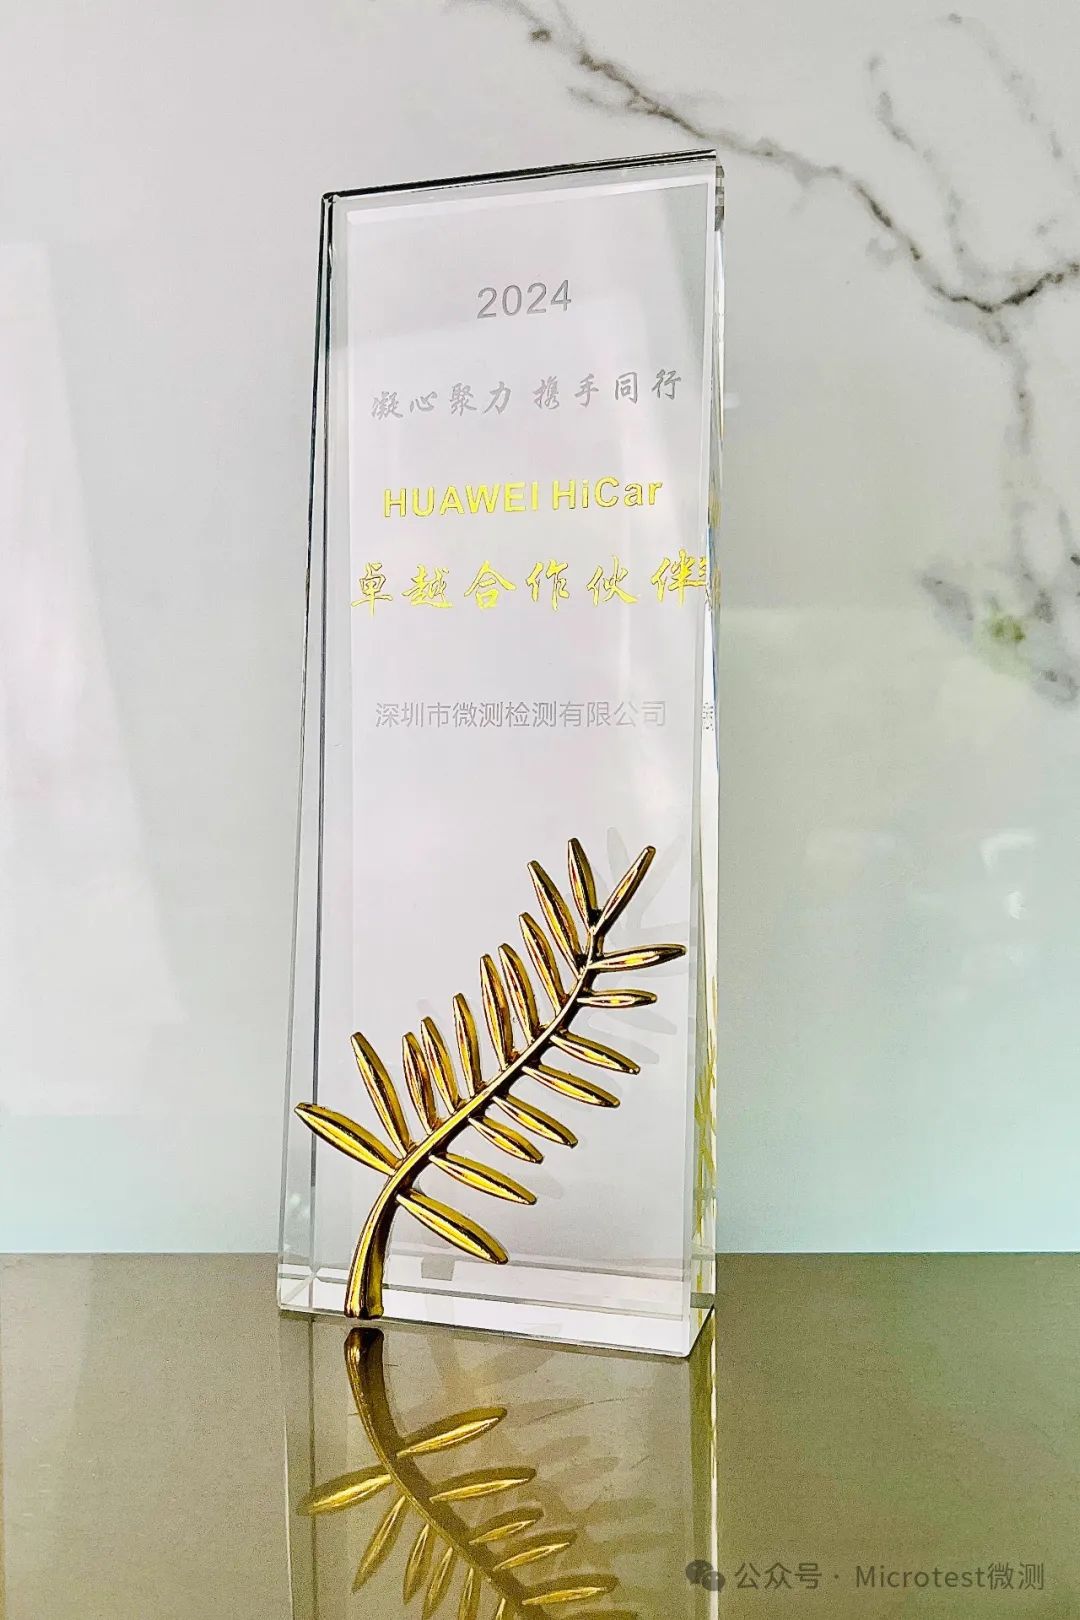 2024
凝心聚力 携手同行
HUAWEI HiCar
卓越合作伙伴
深圳市微测检测有限公司
公众号 · Microtest微测